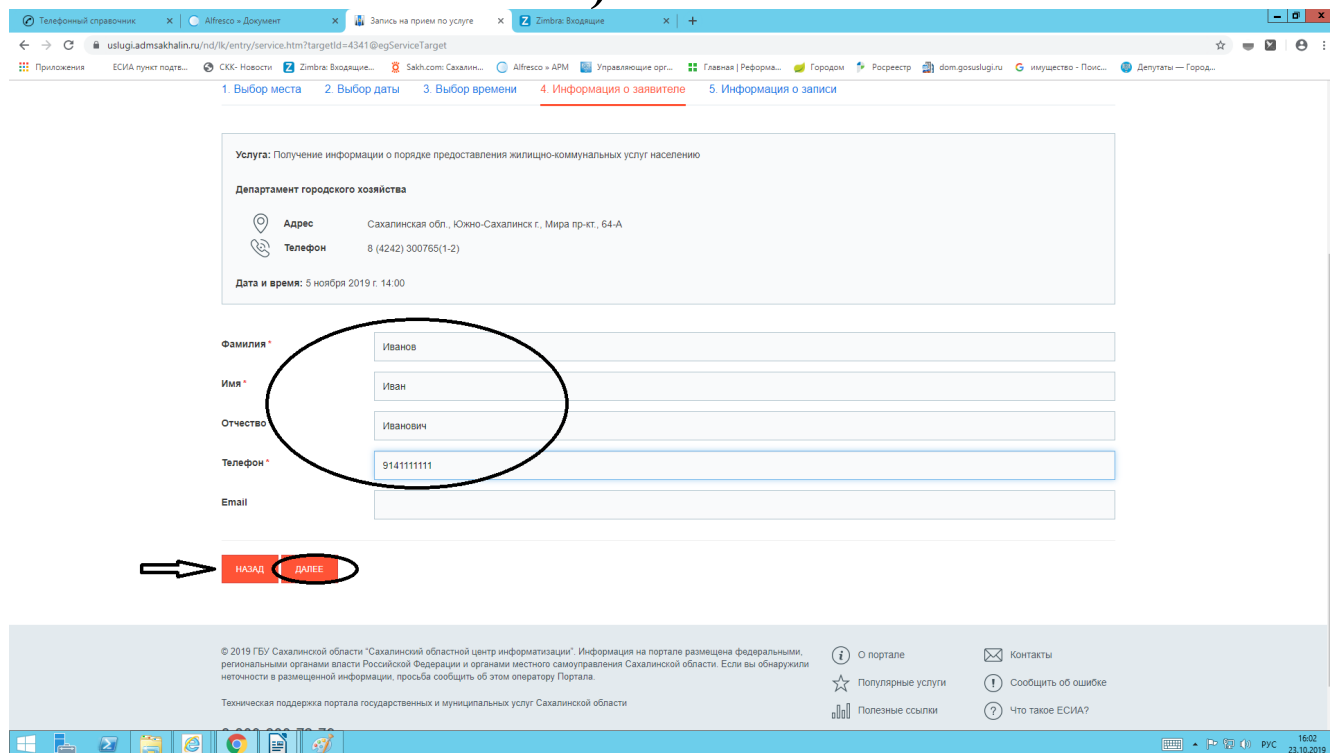 Телефонный справочник
Alfresco » Документ
Запись на прием по услуге
Zimbra: Входящие
uslugi.admsakhalin.ru/nd/lk/entry/service.htm?targetId=4341@egServiceTarget
Приложения ЕСИА пункт подтв... СКК- Новости Zimbra: Входящие... Sakh.com: Сахалин... Alfresco » АРМ Управляющие орг... Главная | Реформа... Городом Росреестр dom.gosuslugi.ru имущество - Поис... Депутаты — Город...
1. Выбор места 2. Выбор даты 3. Выбор времени 4. Информация о заявителе 5. Информация о записи
Услуга: Получение информации о порядке предоставления жилищно-коммунальных услуг населению
Департамент городского хозяйства
Адрес Сахалинская обл., Южно-Сахалинск г., Мира пр-кт., 64-А
Телефон 8 (4242) 300765(1-2)
Дата и время: 5 ноября 2019 г. 14:00
Фамилия * Иванов
Имя * Иван
Отчество Иванович
Телефон * 9141111111
Email
НАЗАД ДАЛЕЕ
© 2019 ГБУ Сахалинской области "Сахалинский областной центр информатизации". Информация на портале размещена федеральными,
региональными органами власти Российской Федерации и органами местного самоуправления Сахалинской области. Если вы обнаружили
неточности в размещенной информации, просьба сообщить об этом оператору Портала.
Техническая поддержка портала государственных и муниципальных услуг Сахалинской области
О портале Контакты
Популярные услуги Сообщить об ошибке
Полезные ссылки Что такое ЕСИА?
РУС
16:02
23.10.2019